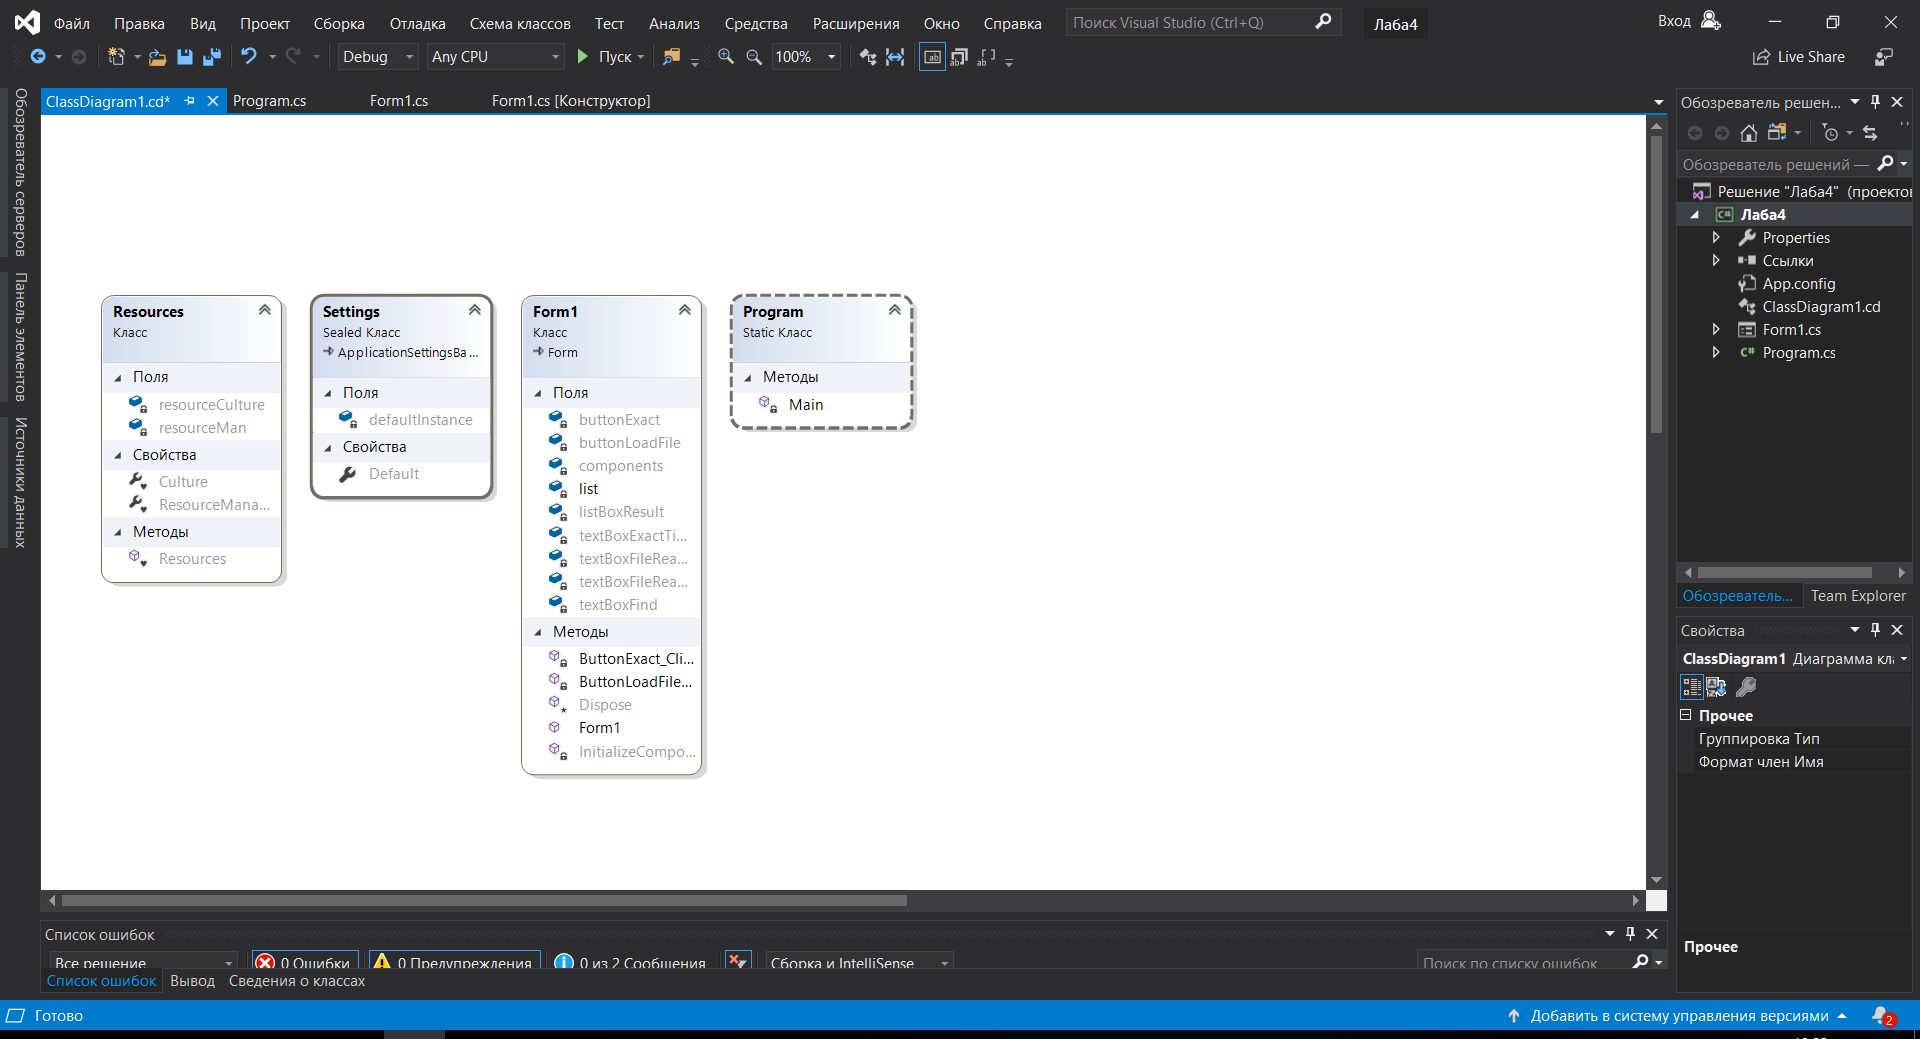 Файл Правка Вид Проект Сборка Отладка Схема классов Тест Анализ Средства Расширения Окно Справка Поиск Visual Studio (Ctrl+Q) Лаба4 Вход
Debug Any CPU Пуск 100% Live Share
ClassDiagram1.cd* Program.cs Form1.cs Form1.cs [Конструктор]
Обозреватель серверов
Панель элементов
Источники данных
Resources
Класс
Поля
resourceCulture
resourceMan
Свойства
Culture
ResourceMana...
Методы
Resources
Settings
Sealed Класс
ApplicationSettingsBa...
Поля
defaultInstance
Свойства
Default
Form1
Класс
Form
Поля
buttonExact
buttonLoadFile
components
list
listBoxResult
textBoxExactTi...
textBoxFileRea...
textBoxFileRea...
textBoxFind
Методы
ButtonExact_Cli...
ButtonLoadFile...
Dispose
Form1
InitializeCompo...
Program
Static Класс
Методы
Main
Обозреватель решен...
Обозреватель решений —
Решение "Лаба4" (проектов
C# Лаба4
Properties
Ссылки
App.config
ClassDiagram1.cd
Form1.cs
C# Program.cs
Обозреватель... Team Explorer
Свойства
ClassDiagram1 Диаграмма кла
Прочее
Группировка Тип
Формат член Имя
Прочее
Список ошибок
Все решение 0 Ошибки 0 Предупреждения 0 из 2 Сообщения Сборка и IntelliSense Поиск по списку ошибок
Список ошибок Вывод Сведения о классах
Готово Добавить в систему управления версиями 2